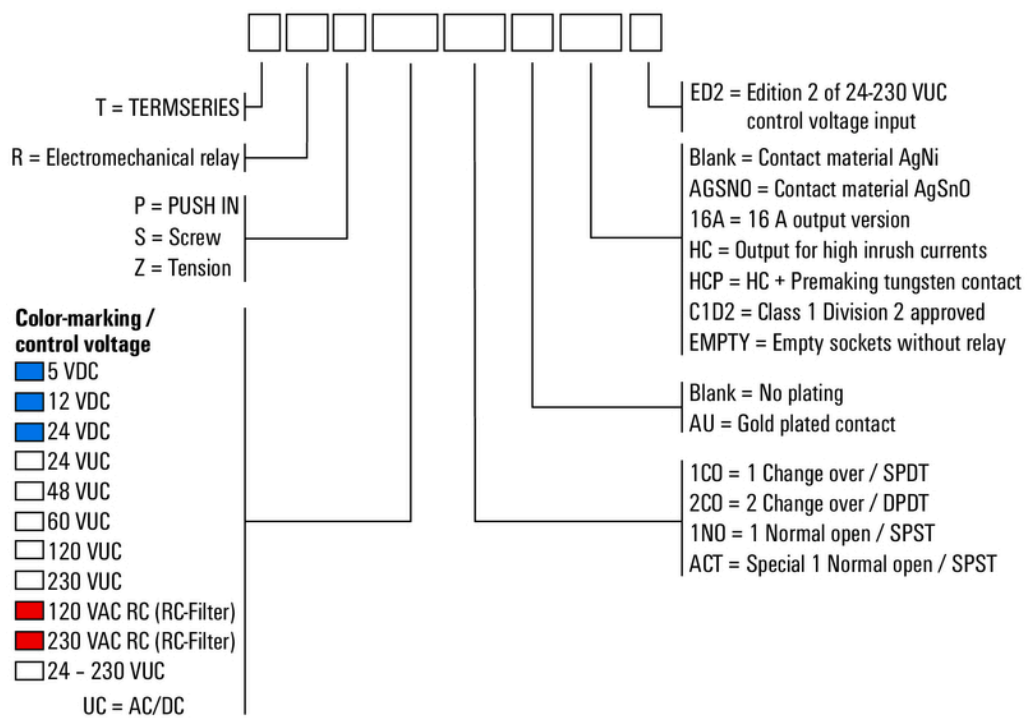 T = TERMSERIES
R = Electromechanical relay
P = PUSH IN
S = Screw
Z = Tension
Color-marking /
control voltage
5 VDC
12 VDC
24 VDC
24 VUC
48 VUC
60 VUC
120 VUC
230 VUC
120 VAC RC (RC-Filter)
230 VAC RC (RC-Filter)
24 – 230 VUC
UC = AC/DC
ED2 = Edition 2 of 24-230 VUC
control voltage input
Blank = Contact material AgNi
AGSNO = Contact material AgSnO
16A = 16 A output version
HC = Output for high inrush currents
HCP = HC + Premaking tungsten contact
C1D2 = Class 1 Division 2 approved
EMPTY = Empty sockets without relay
Blank = No plating
AU = Gold plated contact
1CO = 1 Change over / SPDT
2CO = 2 Change over / DPDT
1NO = 1 Normal open / SPST
ACT = Special 1 Normal open / SPST